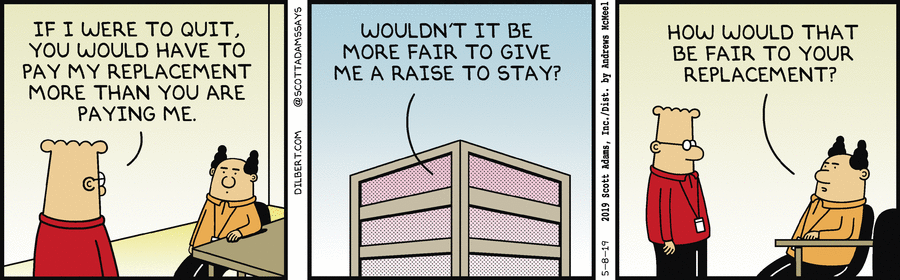 IF I WERE TO QUIT,
YOU WOULD HAVE TO
PAY MY REPLACEMENT
MORE THAN YOU ARE
PAYING ME.
DILBERT.COM @SCOTTADAMSSAYS
WOULDN'T IT BE
MORE FAIR TO GIVE
ME A RAISE TO STAY?
5-8-19 2019 Scott Adams, Inc./Dist. by Andrews McMeel
HOW WOULD THAT
BE FAIR TO YOUR
REPLACEMENT?